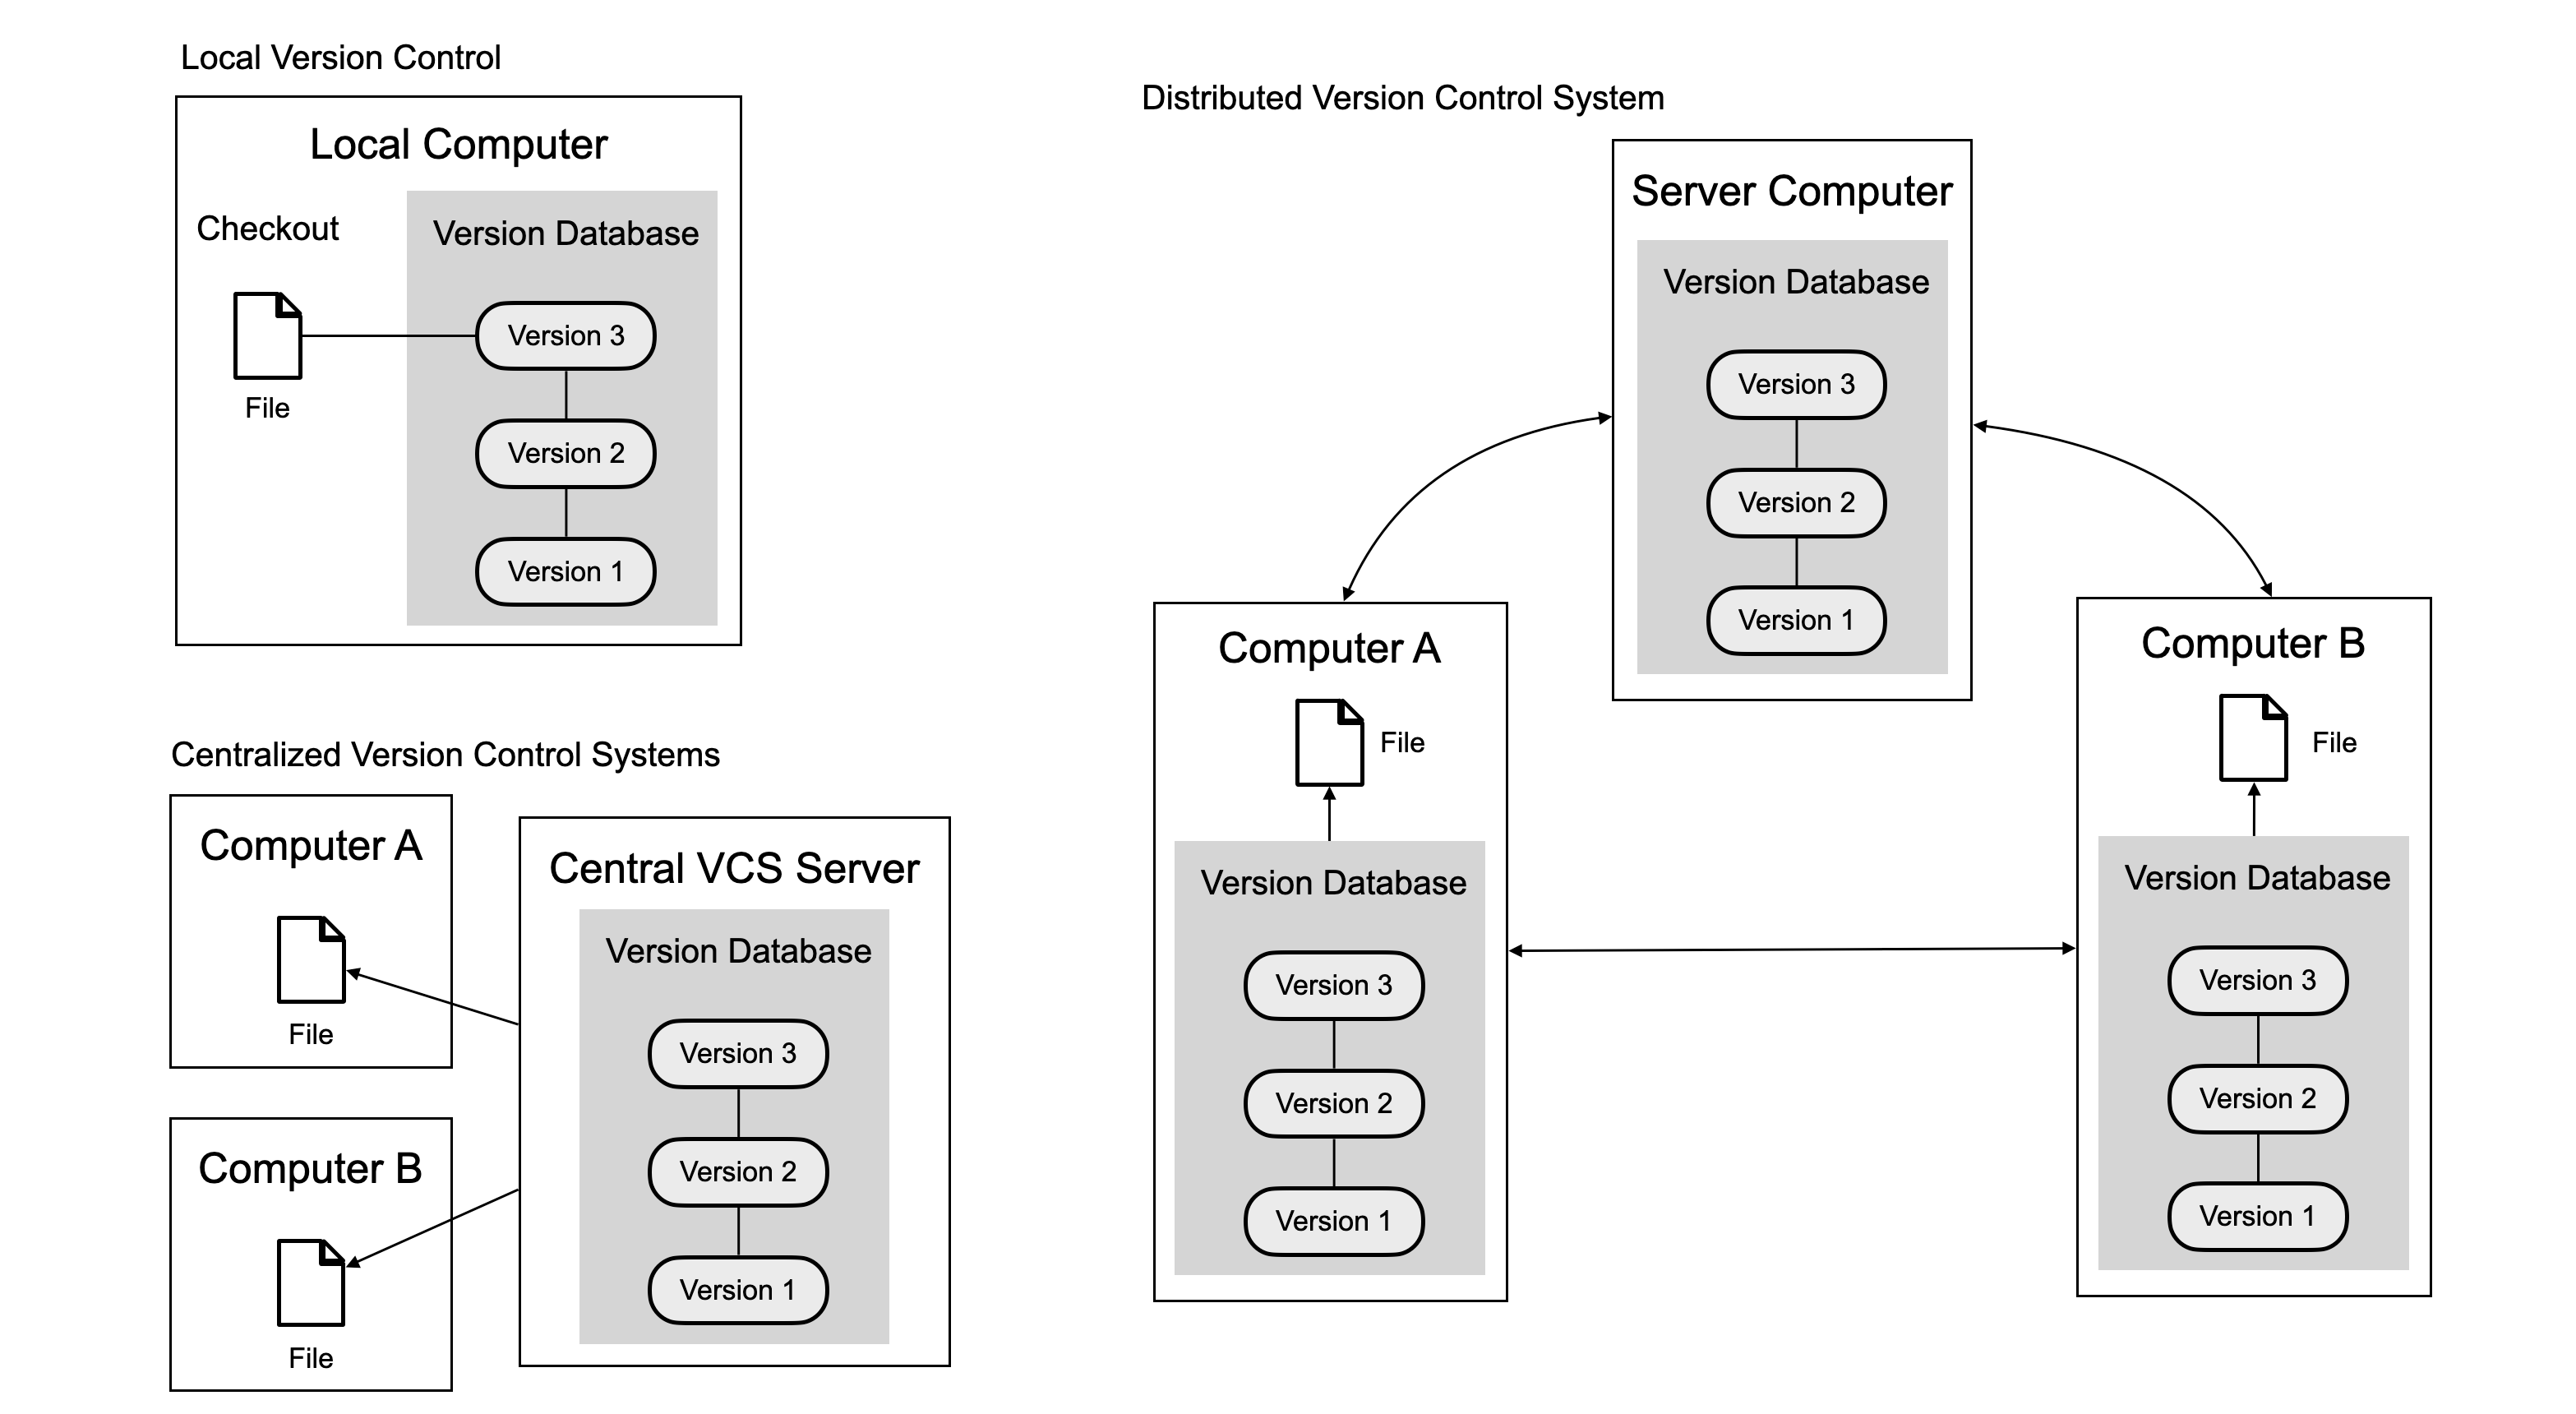 Local Version Control
Local Computer
Checkout
Version Database
File
Version 3
Version 2
Version 1
Centralized Version Control Systems
Computer A
File
Computer B
File
Central VCS Server
Version Database
Version 3
Version 2
Version 1
Distributed Version Control System
Server Computer
Version Database
Version 3
Version 2
Version 1
Computer A
File
Version Database
Version 3
Version 2
Version 1
Computer B
File
Version Database
Version 3
Version 2
Version 1